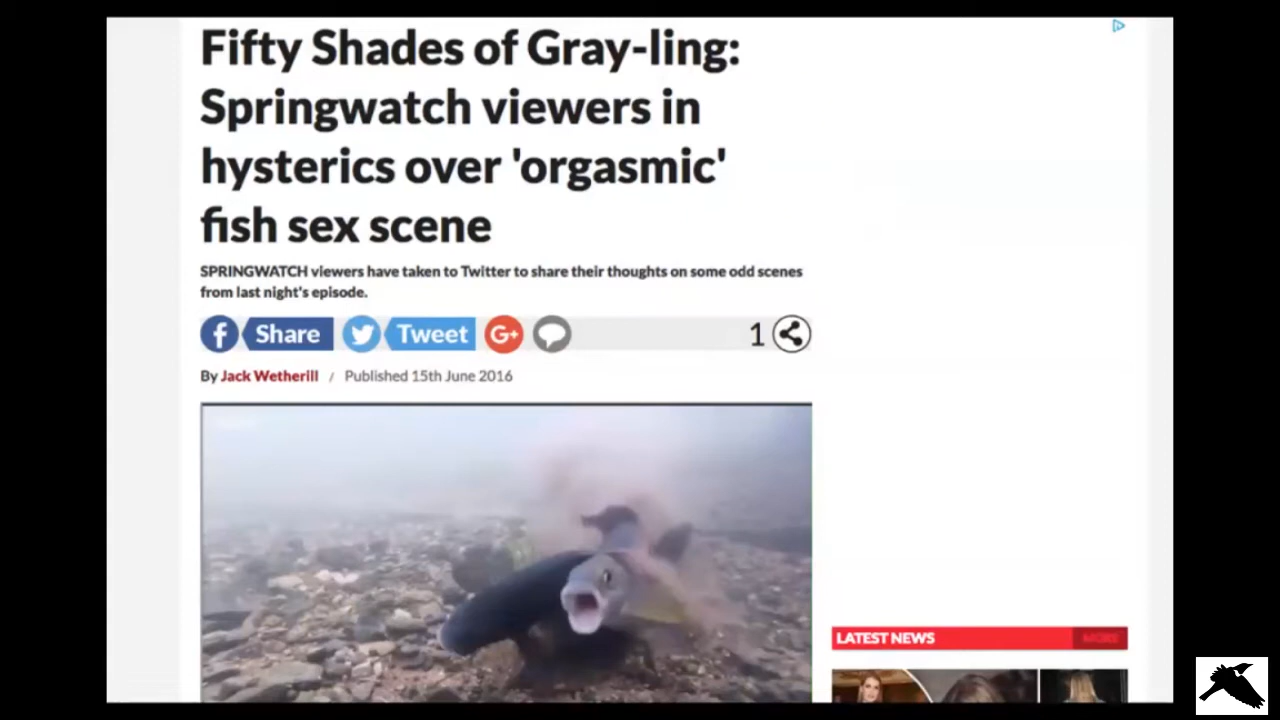 Fifty Shades of Gray-ling:
Springwatch viewers in
hysterics over 'orgasmic'
fish sex scene
SPRINGWATCH viewers have taken to Twitter to share their thoughts on some odd scenes
from last night's episode.
f Share Tweet G+ 1
By Jack Wetherill / Published 15th June 2016
LATEST NEWS MORE